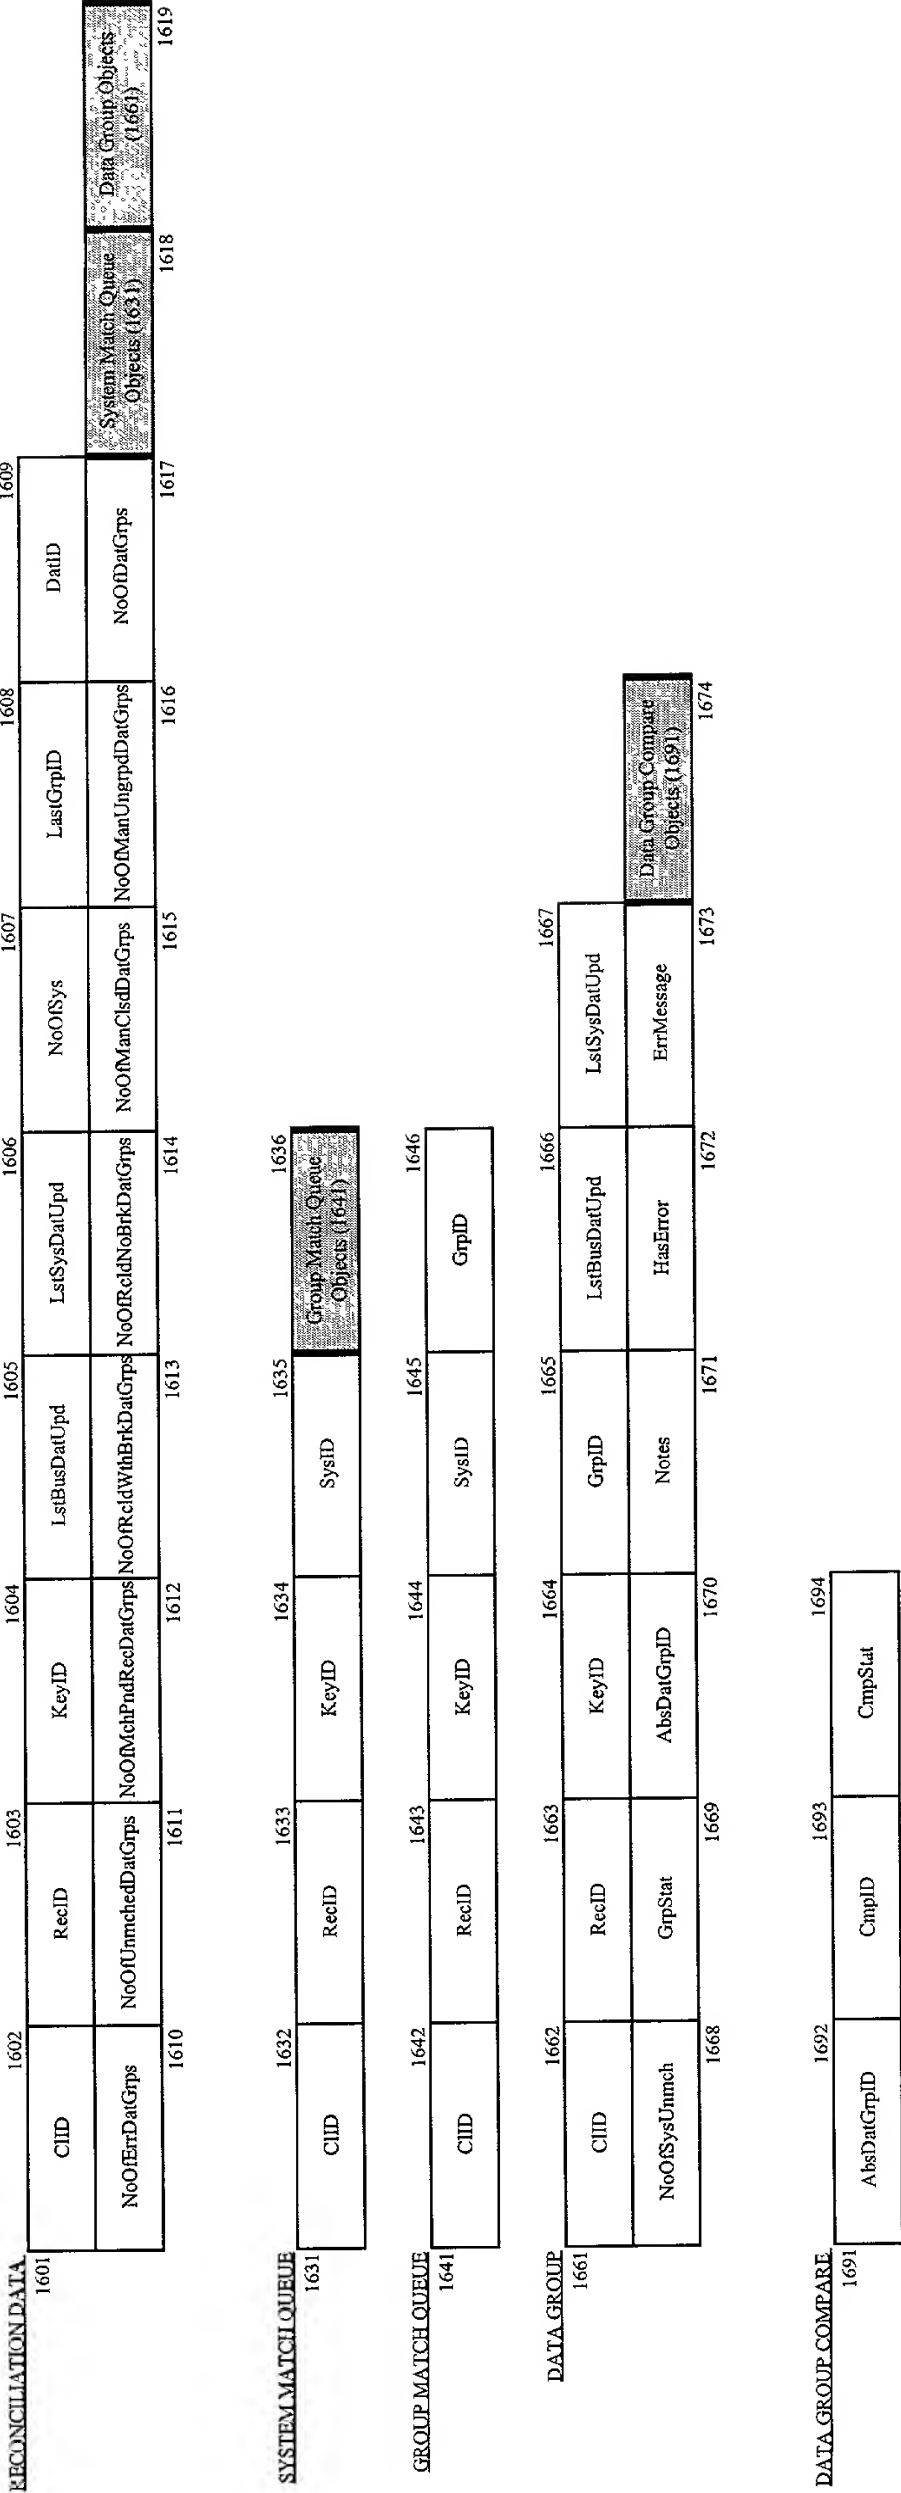 RECONCILIATION DATA
1601
1602 1603 1604 1605 1606 1607 1608 1609
ClID RecID KeyID LstBusDatUpd LstSysDatUpd NoOfSys LastGrpID DatID
NoOfErrDatGrps NoOfUnmchedDatGrps NoOfMchPndRecDatGrps NoOfRcldWthBrkDatGrps NoOfRcldNoBrkDatGrps NoOfManClsdDatGrps NoOfManUngrpdDatGrps NoOfDatGrps System Match Queue Data Group Objects
Objects (1631) (1661)
1610 1611 1612 1613 1614 1615 1616 1617 1618 1619
SYSTEM MATCH QUEUE
1631
1632 1633 1634 1635 1636
ClID RecID KeyID SysID Group Match Queue
Objects (1641)
GROUP MATCH QUEUE
1641
1642 1643 1644 1645 1646
ClID RecID KeyID SysID GrpID
DATA GROUP
1661
1662 1663 1664 1665 1666 1667
ClID RecID KeyID GrpID LstBusDatUpd LstSysDatUpd
NoOfSysUnmch GrpStat AbsDatGrpID Notes HasError ErrMessage Data Group Compare
Objects (1691)
1668 1669 1670 1671 1672 1673 1674
DATA GROUP COMPARE
1691
1692 1693 1694
AbsDatGrpID CmpID CmpStat